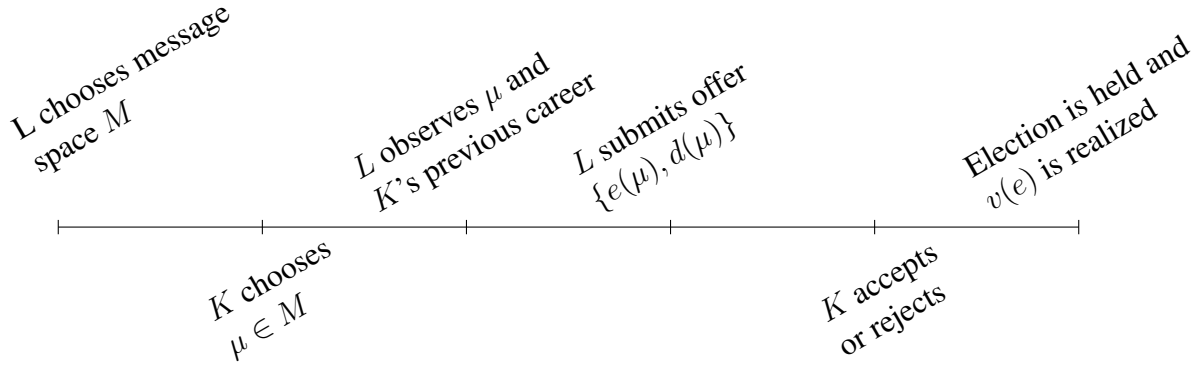 L chooses message
space M
K chooses
μ ∈ M
L observes μ and
K's previous career
L submits offer
{e(μ), d(μ)}
K accepts
or rejects
Election is held and
v(e) is realized